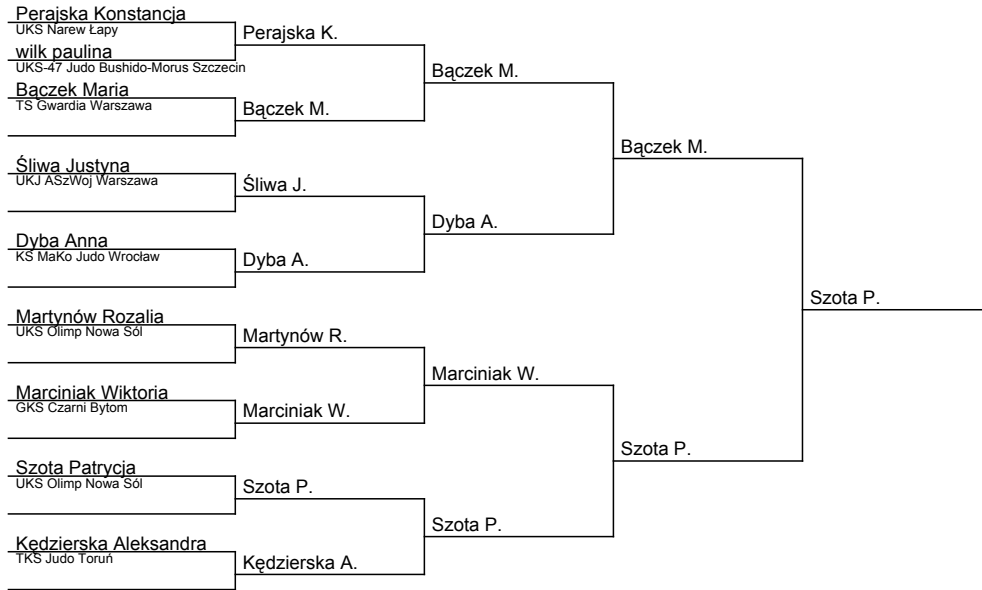 Perajska Konstancja
UKS Narew Łapy
wilk paulina
UKS-47 Judo Bushido-Morus Szczecin
Bączek Maria
TS Gwardia Warszawa
Śliwa Justyna
UKJ ASzWoj Warszawa
Dyba Anna
KS MaKo Judo Wrocław
Martynów Rozalia
UKS Olimp Nowa Sól
Marciniak Wiktoria
GKS Czarni Bytom
Szota Patrycja
UKS Olimp Nowa Sól
Kędzierska Aleksandra
TKS Judo Toruń
Perajska K.
Bączek M.
Śliwa J.
Dyba A.
Martynów R.
Marciniak W.
Szota P.
Kędzierska A.
Bączek M.
Dyba A.
Marciniak W.
Szota P.
Bączek M.
Szota P.
Szota P.